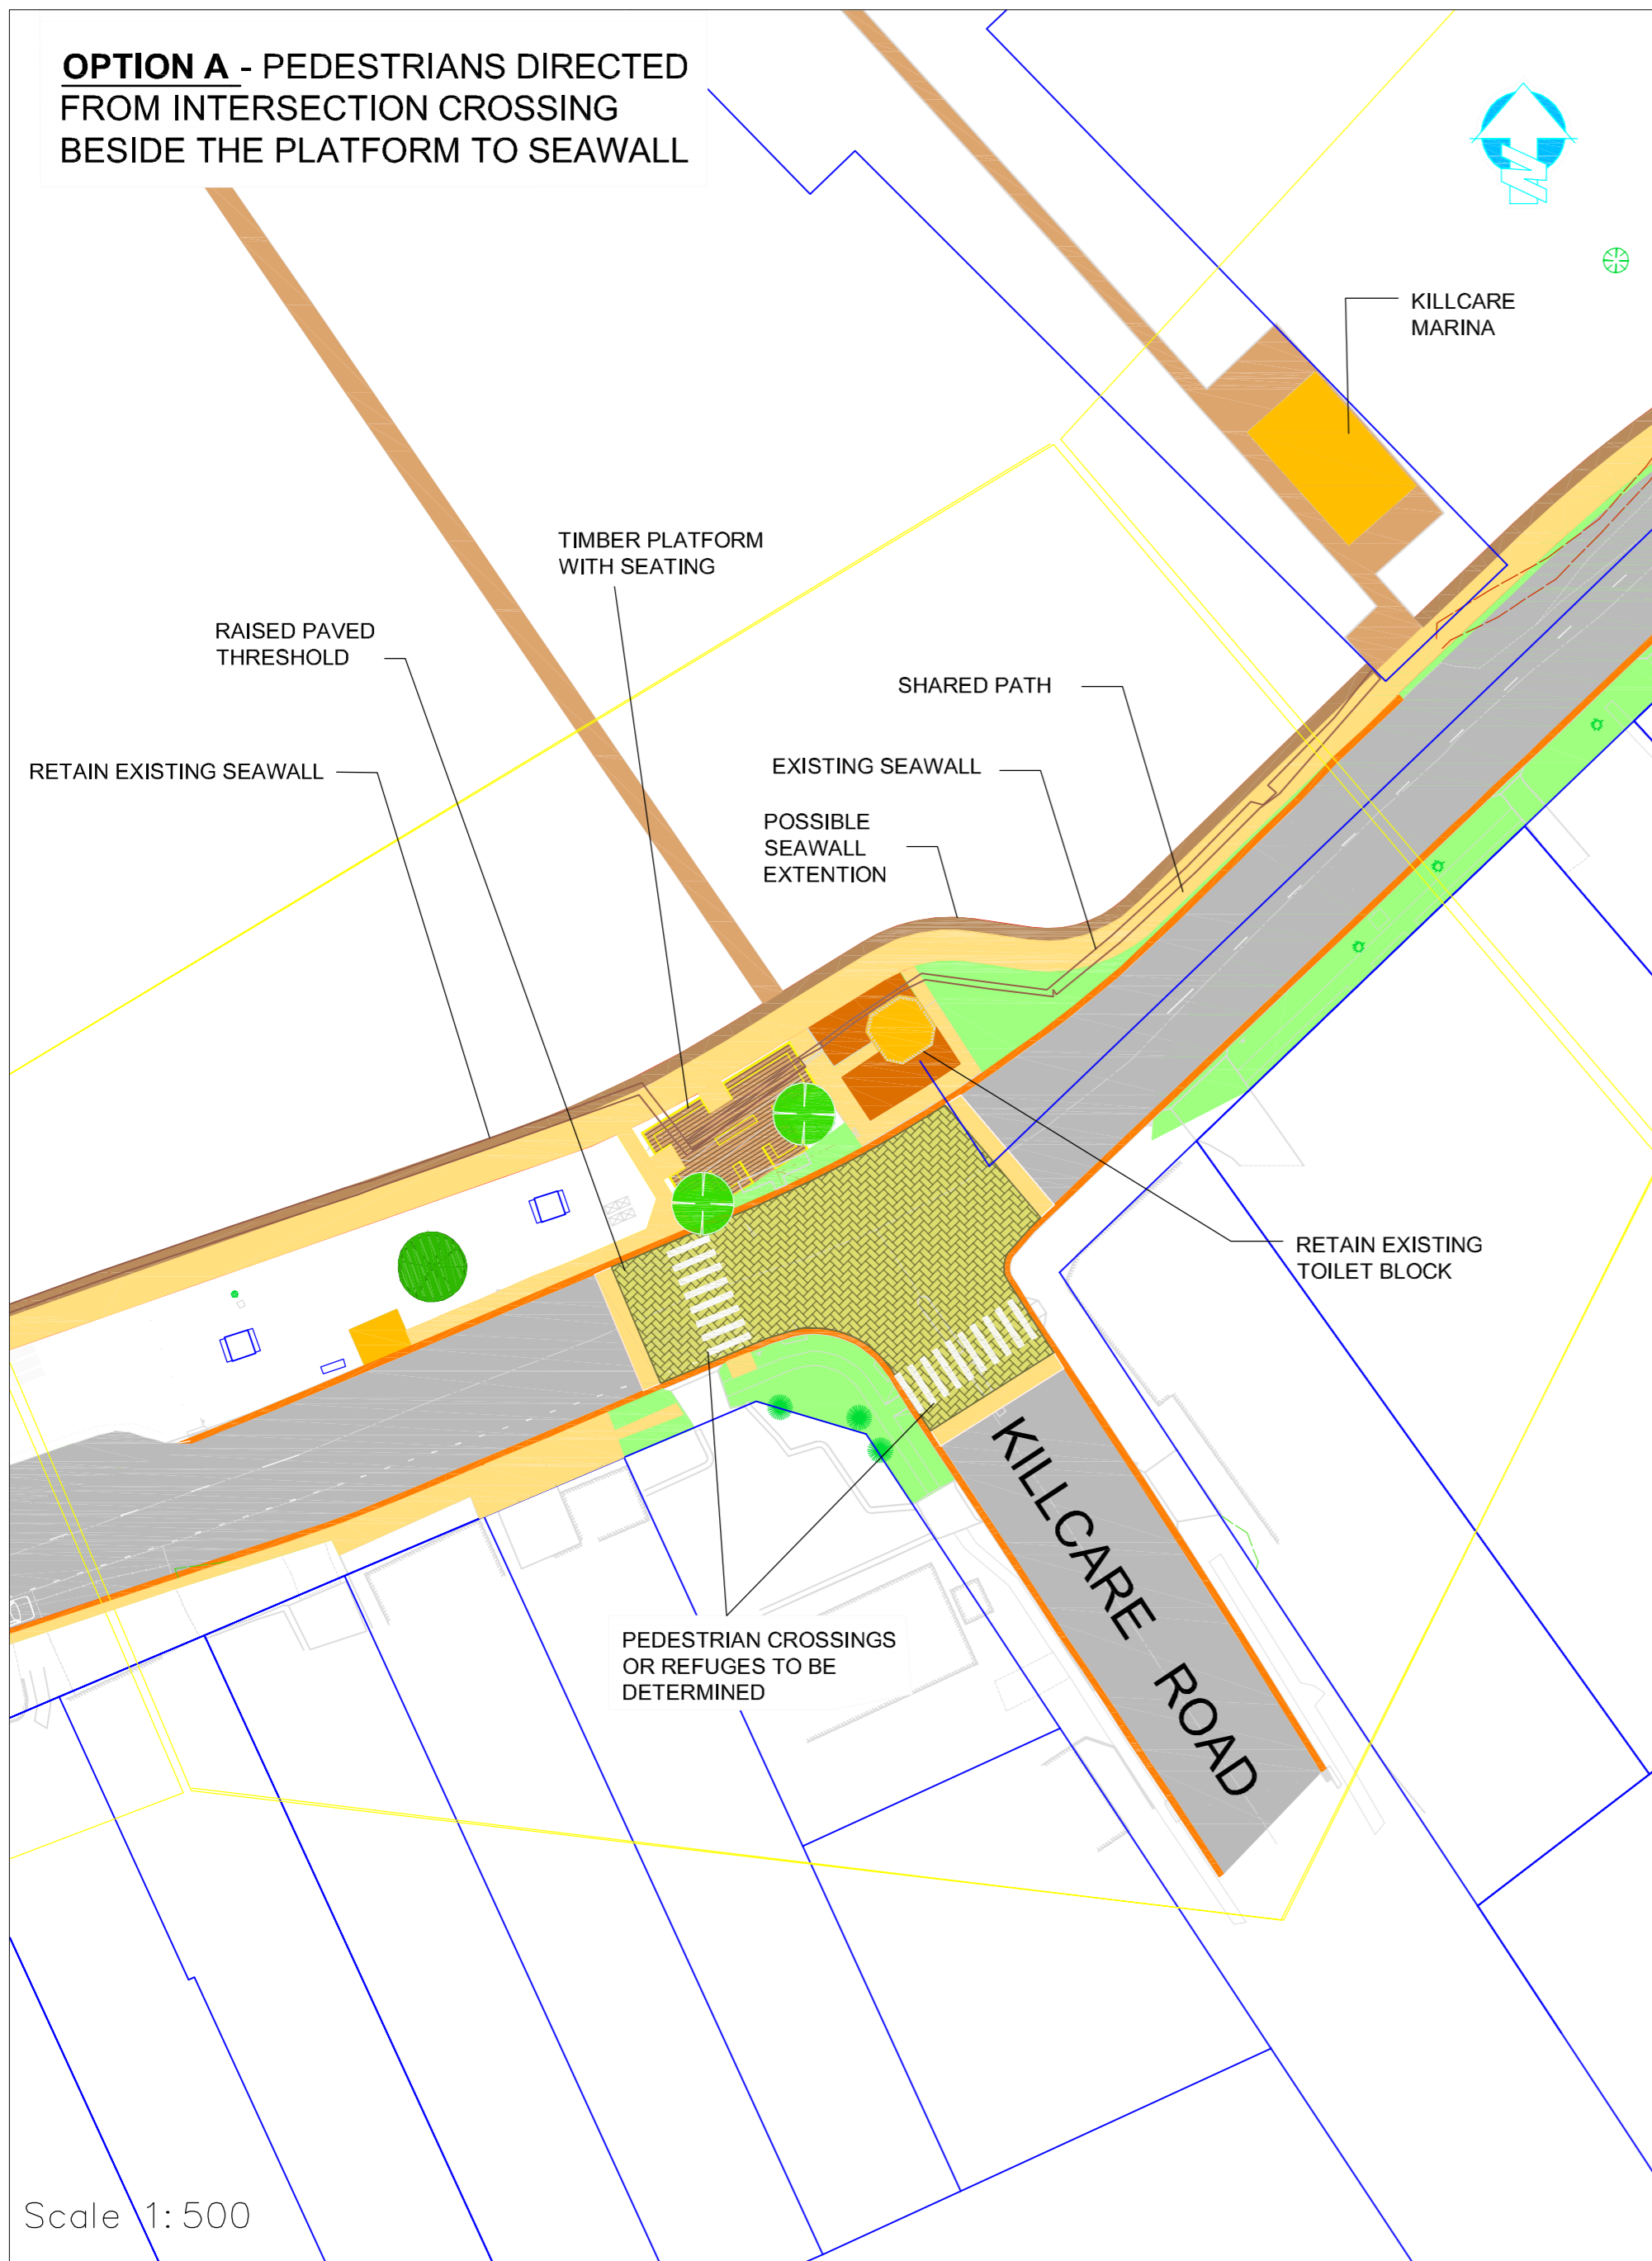 OPTION A - PEDESTRIANS DIRECTED
FROM INTERSECTION CROSSING
BESIDE THE PLATFORM TO SEAWALL
N
KILLCARE
MARINA
TIMBER PLATFORM
WITH SEATING
RAISED PAVED
THRESHOLD
SHARED PATH
RETAIN EXISTING SEAWALL
EXISTING SEAWALL
POSSIBLE
SEAWALL
EXTENTION
RETAIN EXISTING
TOILET BLOCK
KILLCARE ROAD
PEDESTRIAN CROSSINGS
OR REFUGES TO BE
DETERMINED
Scale 1:500